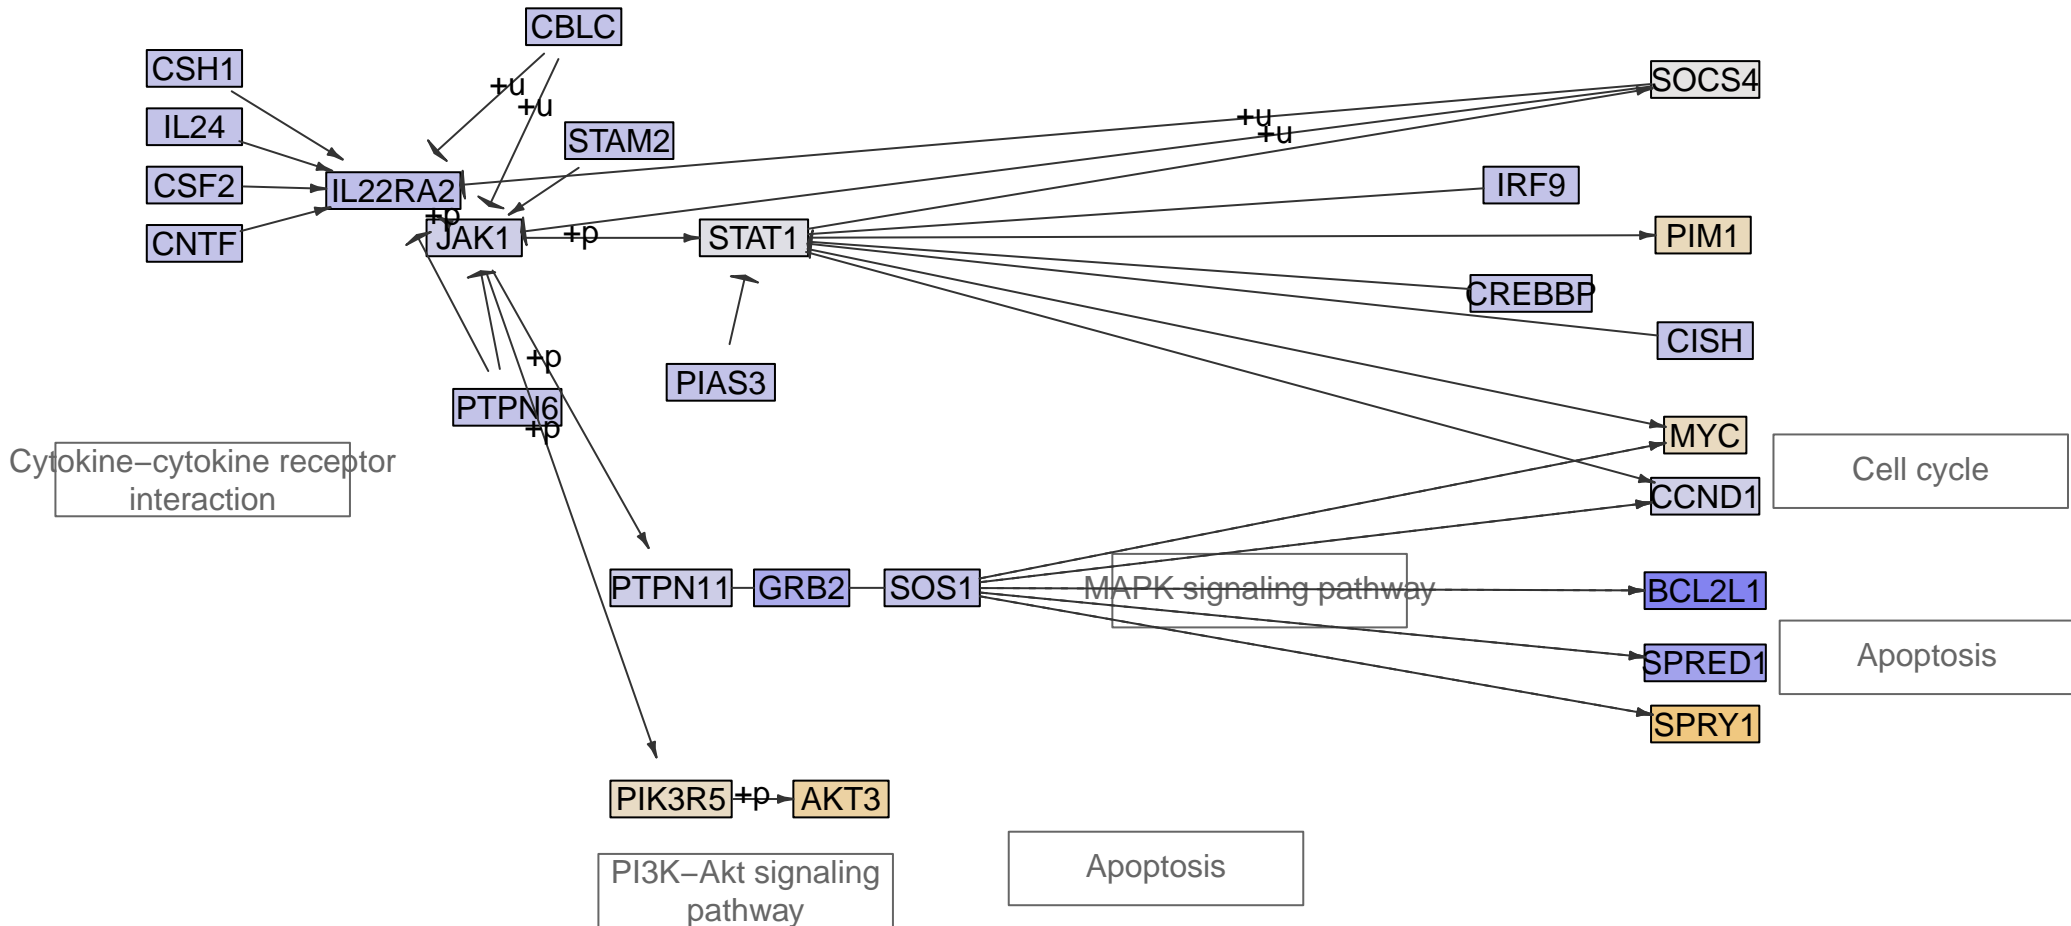 CBLC
CSH1
SOCS4
+u
+u
+u
+u
IL24
STAM2
CSF2
IL22RA2
IRF9
+p
CNTF
JAK1
+p
STAT1
PIM1
CREBBP
CISH
+p
PIAS3
PTPN6
+p
MYC
Cytokine−cytokine receptor
interaction
Cell cycle
CCND1
PTPN11
GRB2
SOS1
MAPK signaling pathway
BCL2L1
SPRED1
Apoptosis
SPRY1
PIK3R5
+p
AKT3
Apoptosis
PI3K−Akt signaling
pathway